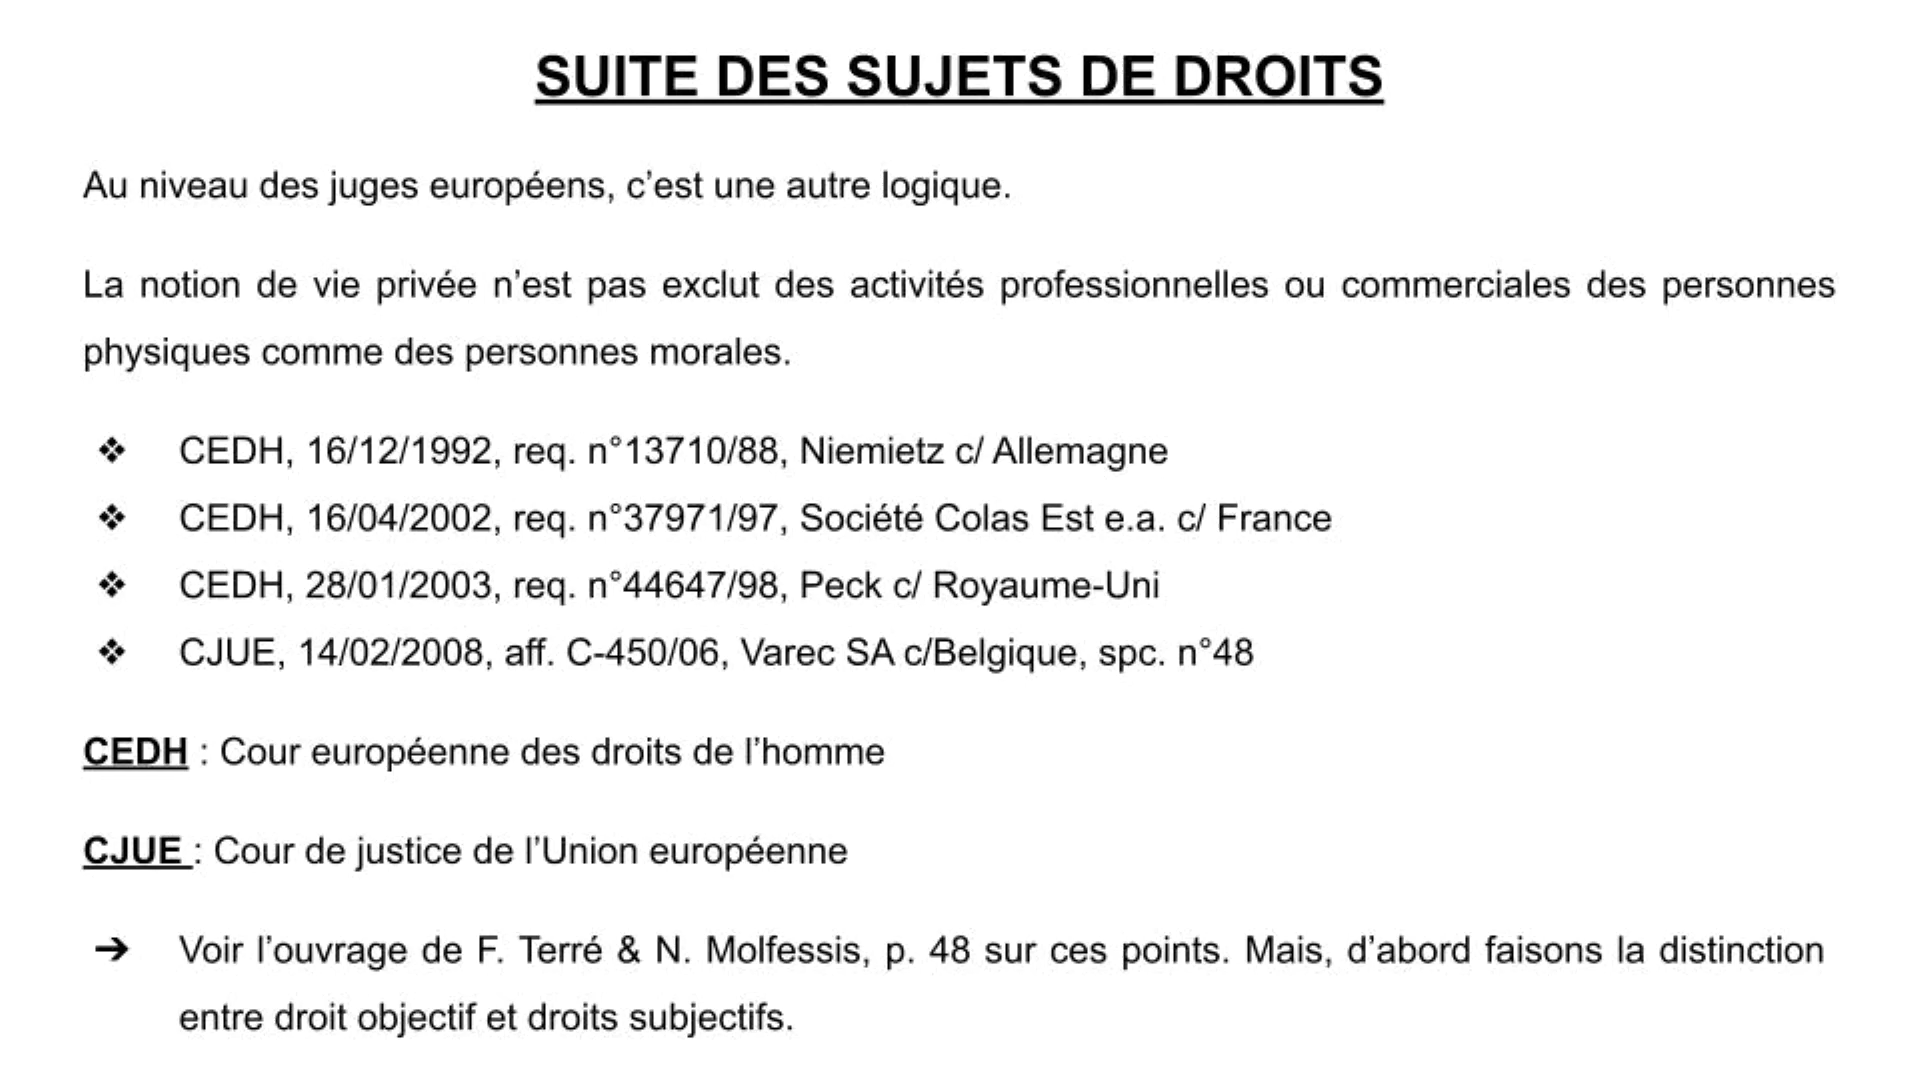 SUITE DES SUJETS DE DROITS
Au niveau des juges européens, c’est une autre logique.
La notion de vie privée n’est pas exclut des activités professionnelles ou commerciales des personnes
physiques comme des personnes morales.
❖ CEDH, 16/12/1992, req. n°13710/88, Niemietz c/ Allemagne
❖ CEDH, 16/04/2002, req. n°37971/97, Société Colas Est e.a. c/ France
❖ CEDH, 28/01/2003, req. n°44647/98, Peck c/ Royaume-Uni
❖ CJUE, 14/02/2008, aff. C-450/06, Varec SA c/Belgique, spc. n°48
CEDH : Cour européenne des droits de l’homme
CJUE : Cour de justice de l’Union européenne
➔ Voir l’ouvrage de F. Terré & N. Molfessis, p. 48 sur ces points. Mais, d’abord faisons la distinction
entre droit objectif et droits subjectifs.